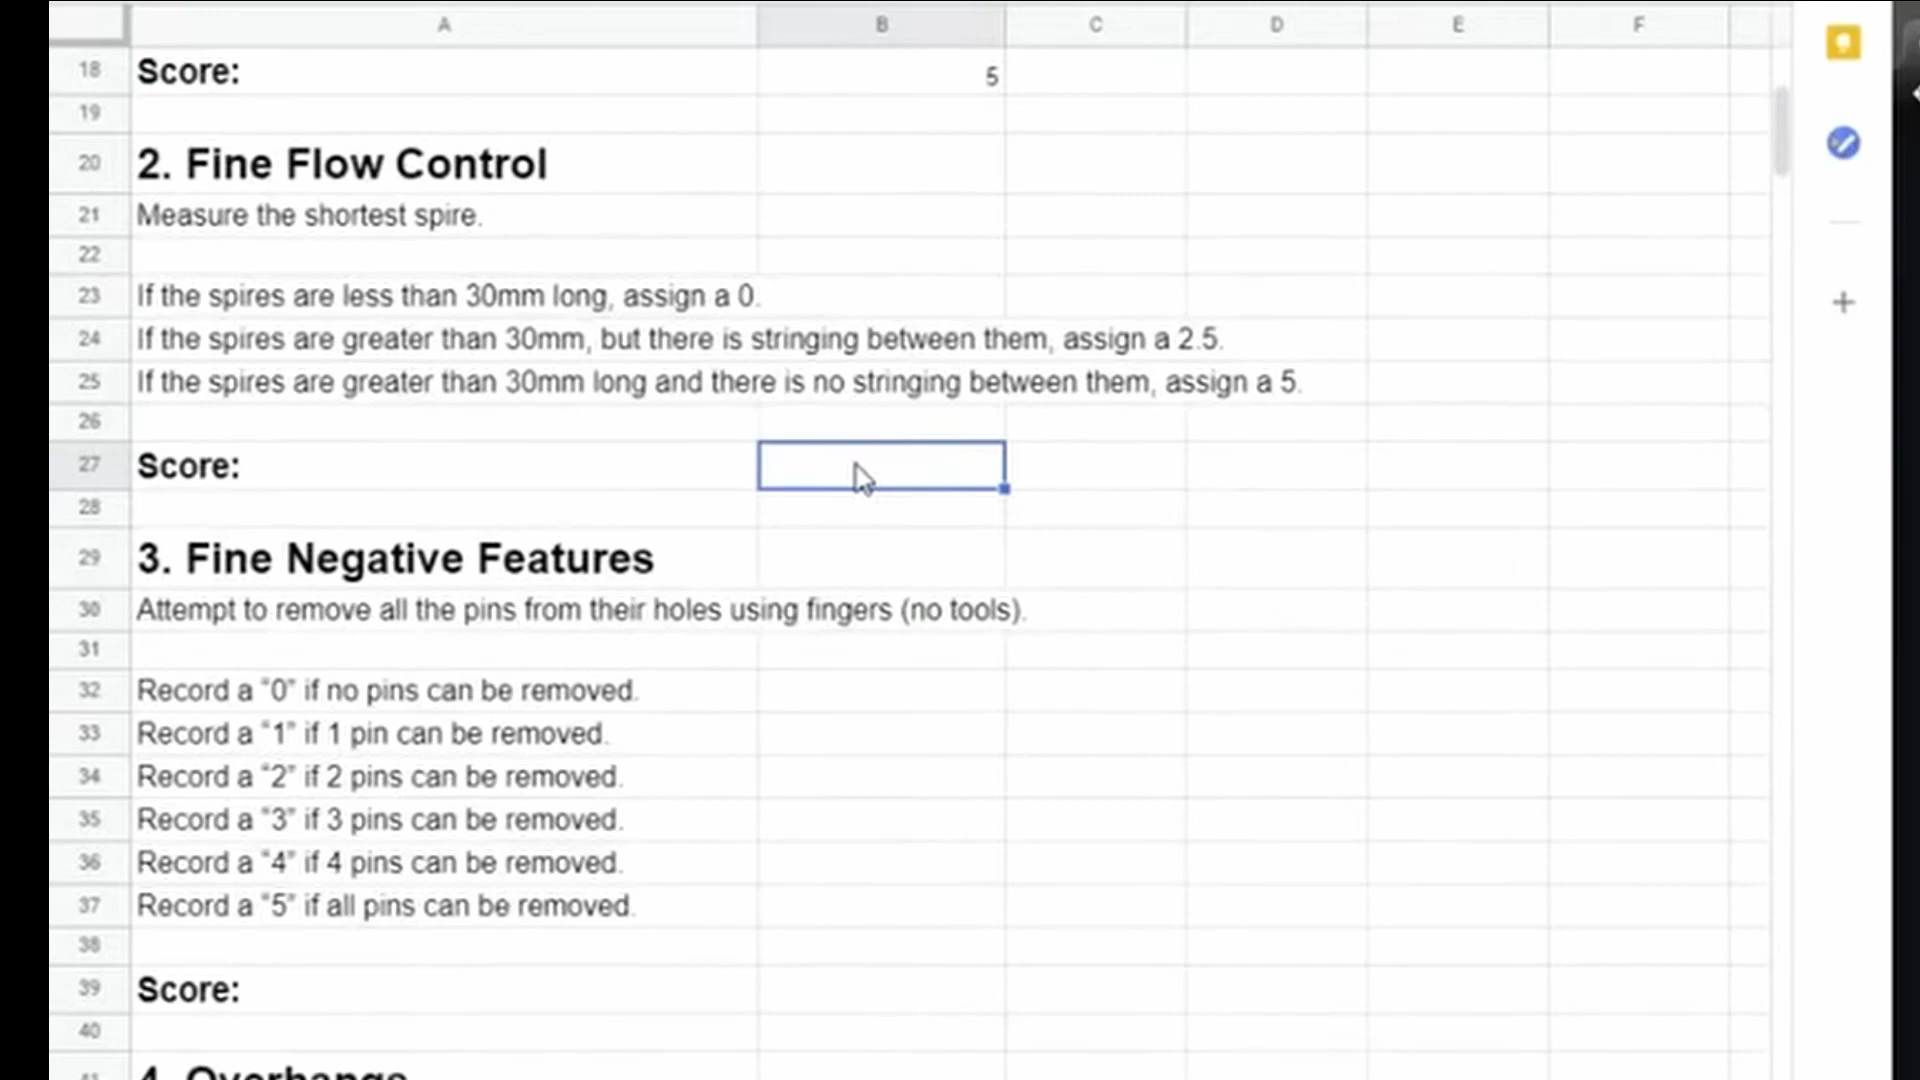 A B C D E F
18 Score: 5
19
20 2. Fine Flow Control
21 Measure the shortest spire.
22
23 If the spires are less than 30mm long, assign a 0.
24 If the spires are greater than 30mm, but there is stringing between them, assign a 2.5.
25 If the spires are greater than 30mm long and there is no stringing between them, assign a 5.
26
27 Score:
28
29 3. Fine Negative Features
30 Attempt to remove all the pins from their holes using fingers (no tools).
31
32 Record a “0” if no pins can be removed.
33 Record a “1” if 1 pin can be removed.
34 Record a “2” if 2 pins can be removed.
35 Record a “3” if 3 pins can be removed.
36 Record a “4” if 4 pins can be removed.
37 Record a “5” if all pins can be removed.
38
39 Score:
40
41 4. Overhangs